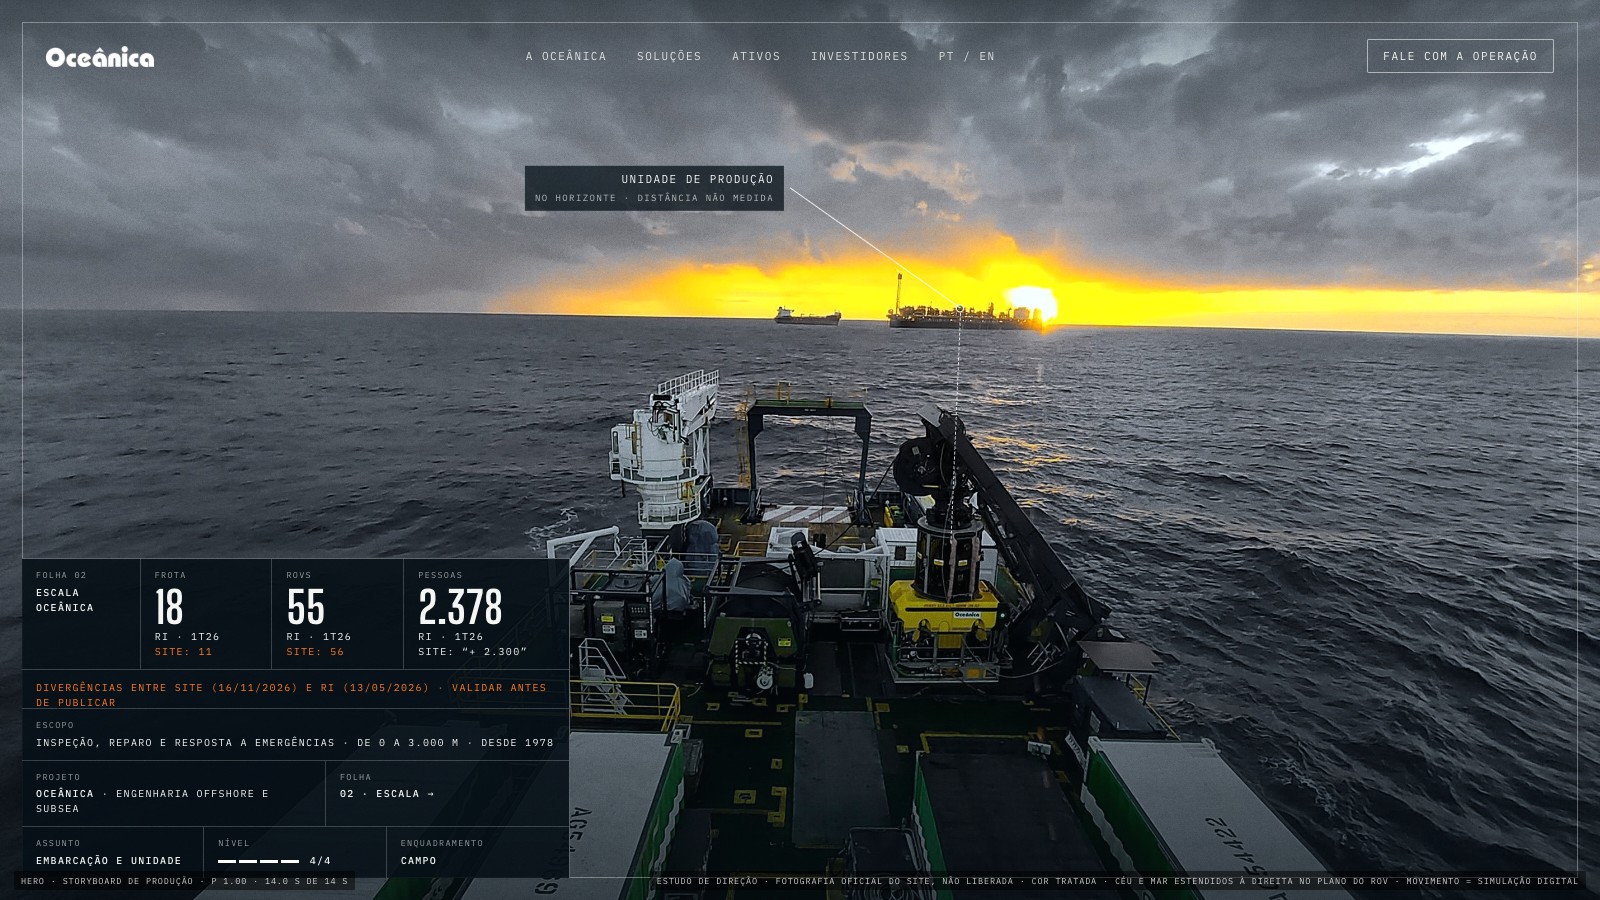 Oceânica
A OCEÂNICA
SOLUÇÕES
ATIVOS
INVESTIDORES
PT / EN
FALE COM A OPERAÇÃO
UNIDADE DE PRODUÇÃO
NO HORIZONTE · DISTÂNCIA NÃO MEDIDA
FOLHA 02
ESCALA
OCEÂNICA
FROTA
18
RI · 1T26
SITE: 11
ROVS
55
RI · 1T26
SITE: 56
PESSOAS
2.378
RI · 1T26
SITE: “+ 2.300”
DIVERGÊNCIAS ENTRE SITE (16/11/2026) E RI (13/05/2026) · VALIDAR ANTES
DE PUBLICAR
ESCOPO
INSPEÇÃO, REPARO E RESPOSTA A EMERGÊNCIAS · DE 0 A 3.000 M · DESDE 1978
PROJETO
OCEÂNICA · ENGENHARIA OFFSHORE E
SUBSEA
FOLHA
02 · ESCALA →
ASSUNTO
EMBARCAÇÃO E UNIDADE
NÍVEL
4/4
ENQUADRAMENTO
CAMPO
Oceânica
HERO · STORYBOARD DE PRODUÇÃO · P 1.00 · 14.0 S DE 14 S
ESTUDO DE DIREÇÃO · FOTOGRAFIA OFICIAL DO SITE, NÃO LIBERADA · COR TRATADA · CÉU E MAR ESTENDIDOS À DIREITA NO PLANO DO ROV · MOVIMENTO = SIMULAÇÃO DIGITAL